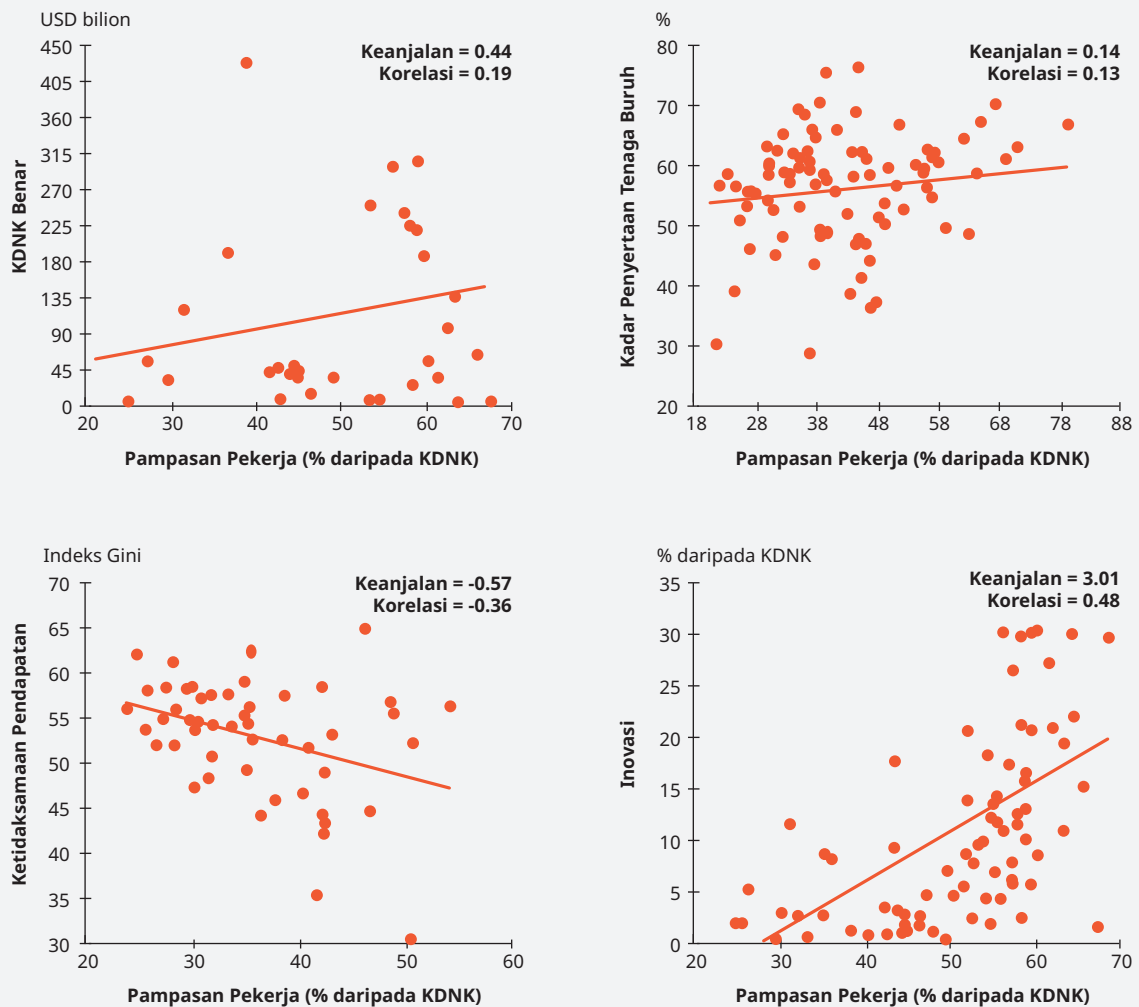 USD bilion
KDNK Benar
Keanjalan = 0.44
Korelasi = 0.19
450
405
360
315
270
225
180
135
90
45
0
20 30 40 50 60 70
Pampasan Pekerja (% daripada KDNK)
%
Kadar Penyertaan Tenaga Buruh
Keanjalan = 0.14
Korelasi = 0.13
80
70
60
50
40
30
20
18 28 38 48 58 68 78 88
Pampasan Pekerja (% daripada KDNK)
Indeks Gini
Ketidaksamaan Pendapatan
Keanjalan = -0.57
Korelasi = -0.36
70
65
60
55
50
45
40
35
30
20 30 40 50 60
Pampasan Pekerja (% daripada KDNK)
% daripada KDNK
Inovasi
Keanjalan = 3.01
Korelasi = 0.48
35
30
20
15
10
5
0
20 30 40 50 60 70
Pampasan Pekerja (% daripada KDNK)